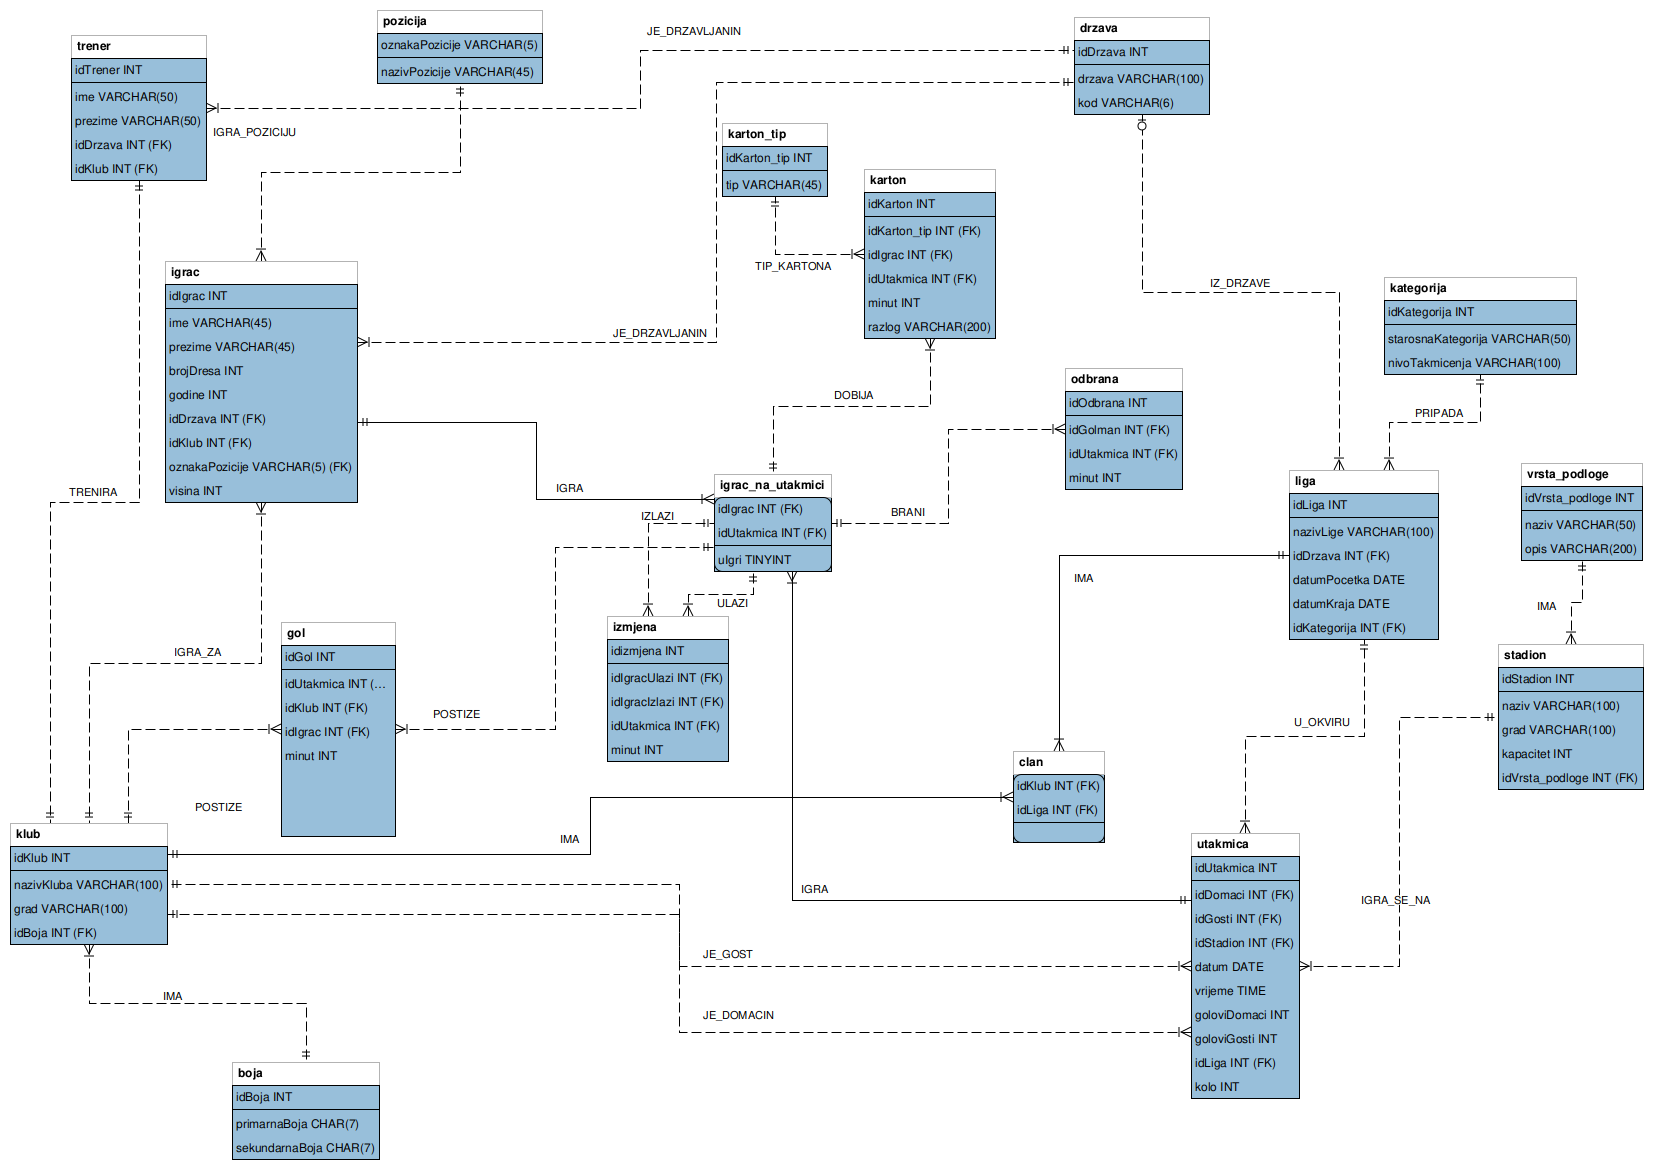 pozicija
oznakaPozicije VARCHAR(5)
nazivPozicije VARCHAR(45)
trener
idTrener INT
ime VARCHAR(50)
prezime VARCHAR(50)
idDrzava INT (FK)
idKlub INT (FK)
JE_DRZAVLJANIN
drzava
idDrzava INT
drzava VARCHAR(100)
kod VARCHAR(6)
IGRA_POZICIJU
karton_tip
idKarton_tip INT
tip VARCHAR(45)
karton
idKarton INT
idKarton_tip INT (FK)
idIgrac INT (FK)
idUtakmica INT (FK)
minut INT
razlog VARCHAR(200)
TIP_KARTONA
igrac
idIgrac INT
ime VARCHAR(45)
prezime VARCHAR(45)
brojDresa INT
godine INT
idDrzava INT (FK)
idKlub INT (FK)
oznakaPozicije VARCHAR(5) (FK)
visina INT
JE_DRZAVLJANIN
IZ_DRZAVE
kategorija
idKategorija INT
starosnaKategorija VARCHAR(50)
nivoTakmicenja VARCHAR(100)
DOBIJA
odbrana
idOdbrana INT
idGolman INT (FK)
idUtakmica INT (FK)
minut INT
PRIPADA
TRENIRA
IGRA
igrac_na_utakmici
idIgrac INT (FK)
idUtakmica INT (FK)
uIgri TINYINT
IZLAZI
BRANI
liga
idLiga INT
nazivLige VARCHAR(100)
idDrzava INT (FK)
datumPocetka DATE
datumKraja DATE
idKategorija INT (FK)
vrsta_podloge
idVrsta_podloge INT
naziv VARCHAR(50)
opis VARCHAR(200)
IMA
IMA
ULAZI
izmjena
idizmjena INT
idIgracUlazi INT (FK)
idIgracIzlazi INT (FK)
idUtakmica INT (FK)
minut INT
gol
idGol INT
idUtakmica INT (...
idKlub INT (FK)
idIgrac INT (FK)
minut INT
IGRA_ZA
POSTIZE
stadion
idStadion INT
naziv VARCHAR(100)
grad VARCHAR(100)
kapacitet INT
idVrsta_podloge INT (FK)
U_OKVIRU
clan
idKlub INT (FK)
idLiga INT (FK)
POSTIZE
klub
idKlub INT
nazivKluba VARCHAR(100)
grad VARCHAR(100)
idBoja INT (FK)
IMA
IGRA
utakmica
idUtakmica INT
idDomaci INT (FK)
idGosti INT (FK)
idStadion INT (FK)
datum DATE
vrijeme TIME
goloviDomaci INT
goloviGosti INT
idLiga INT (FK)
kolo INT
IGRA_SE_NA
JE_GOST
JE_DOMACIN
IMA
boja
idBoja INT
primarnaBoja CHAR(7)
sekundarnaBoja CHAR(7)